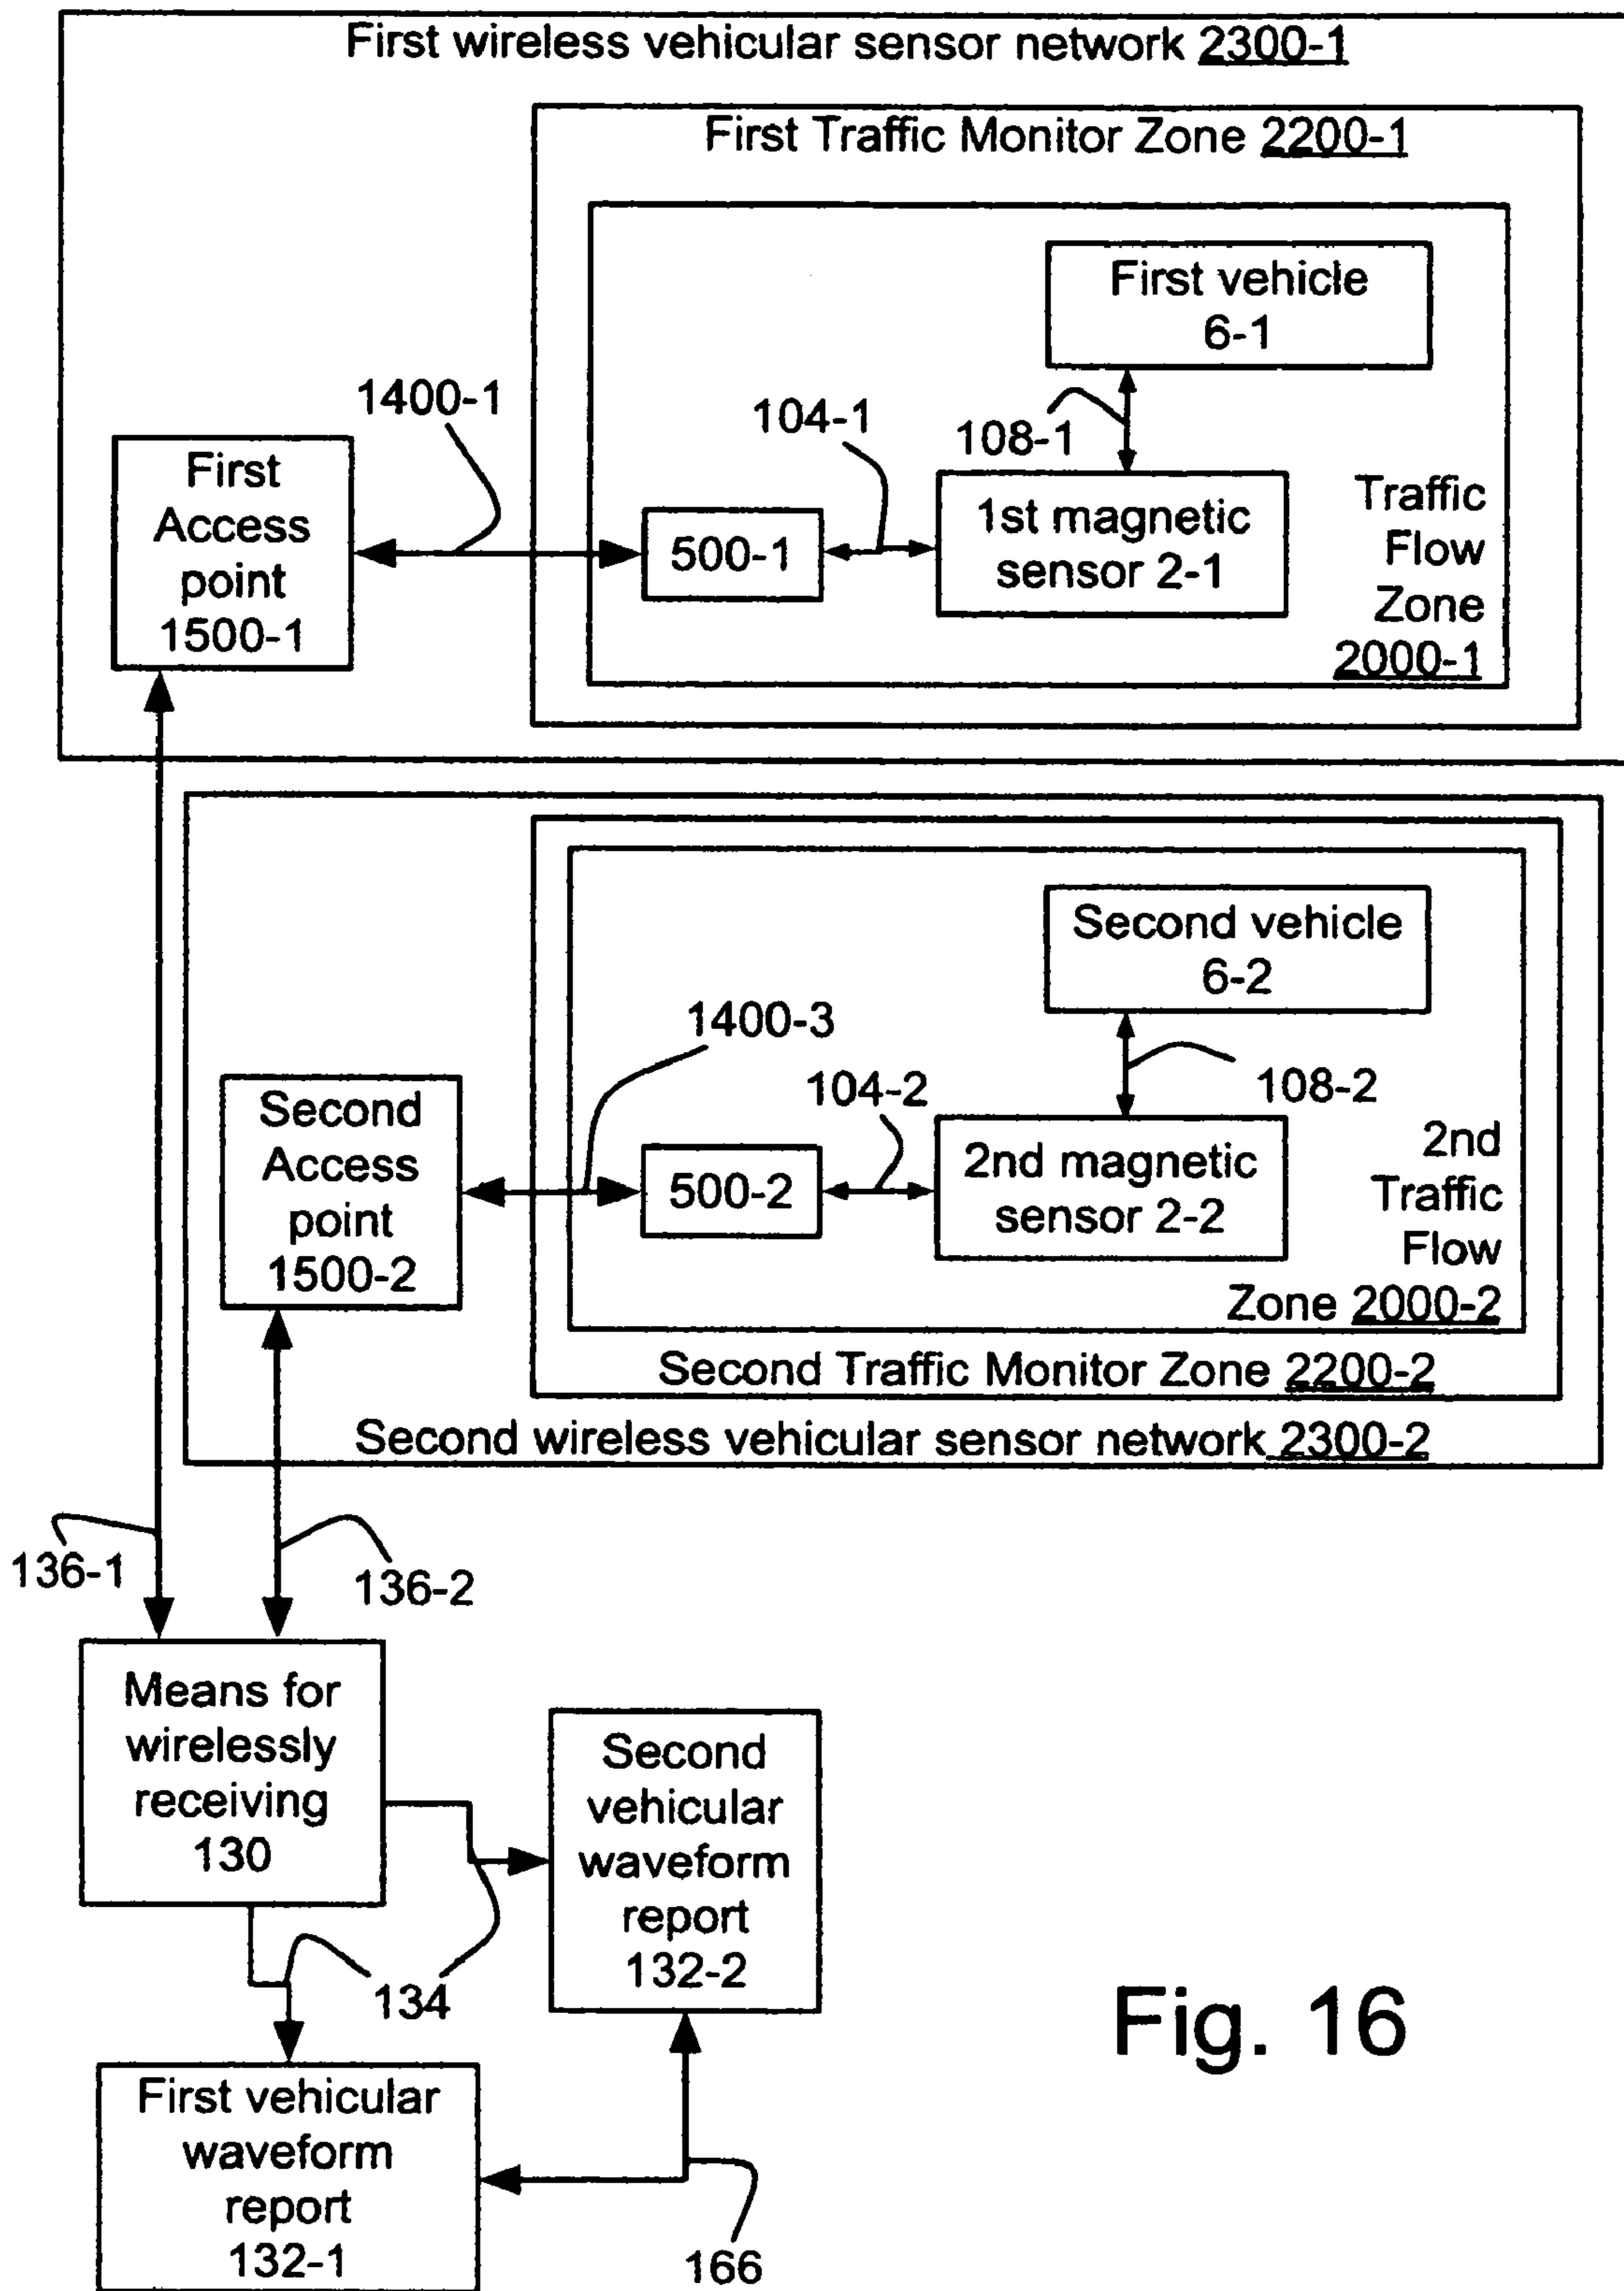 First wireless vehicular sensor network 2300-1
First Traffic Monitor Zone 2200-1
First vehicle
6-1
1400-1
104-1
108-1
First
Access
point
1500-1
500-1
1st magnetic
sensor 2-1
Traffic
Flow
Zone
2000-1
Second vehicle
6-2
1400-3
104-2
108-2
Second
Access
point
1500-2
500-2
2nd magnetic
sensor 2-2
2nd
Traffic
Flow
Zone 2000-2
Second Traffic Monitor Zone 2200-2
Second wireless vehicular sensor network 2300-2
136-1
136-2
Means for
wirelessly
receiving
130
Second
vehicular
waveform
report
132-2
134
First vehicular
waveform
report
132-1
166
Fig. 16